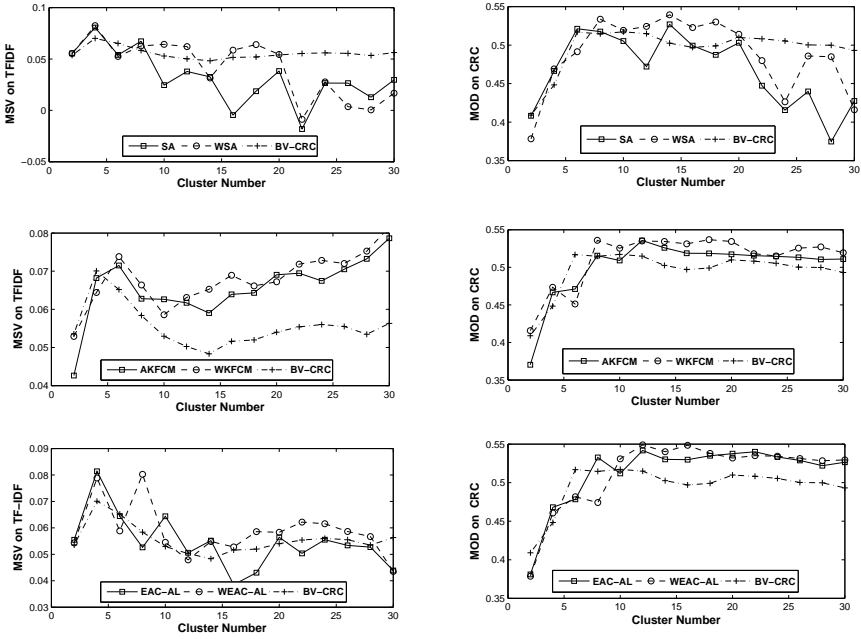 MSV on TFIDF
0.1
0.05
0
−0.05
0 5 10 15 20 25 30
Cluster Number
SA WSA BV−CRC
MOD on CRC
0.55
0.5
0.45
0.4
0.35
0 5 10 15 20 25 30
Cluster Number
SA WSA BV−CRC
MSV on TFIDF
0.08
0.07
0.06
0.05
0.04
0 5 10 15 20 25 30
Cluster Number
AKFCM WKFCM BV−CRC
MOD on CRC
0.55
0.5
0.45
0.4
0.35
0 5 10 15 20 25 30
Cluster Number
AKFCM WKFCM BV−CRC
MSV on TF−IDF
0.09
0.08
0.07
0.06
0.05
0.04
0.03
0 5 10 15 20 25 30
Cluster Number
EAC−AL WEAC−AL BV−CRC
MOD on CRC
0.55
0.5
0.45
0.4
0.35
0 5 10 15 20 25 30
Cluster Number
EAC−AL WEAC−AL BV−CRC